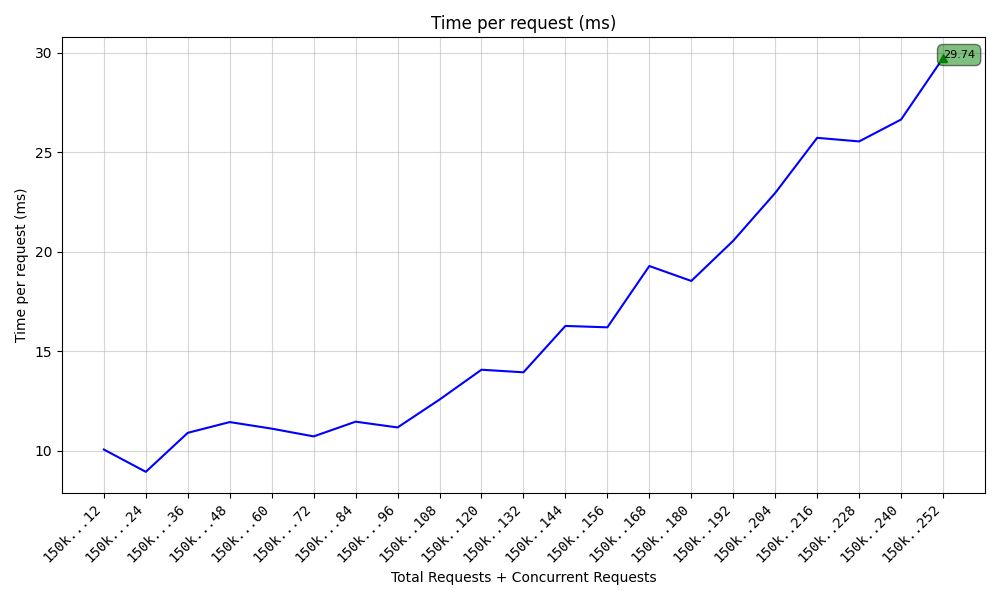 Time per request (ms)
29.74
30
25
20
15
10
Time per request (ms)
150k...12
150k...24
150k...36
150k...48
150k...60
150k...72
150k...84
150k...96
150k..108
150k..120
150k..132
150k..144
150k..156
150k..168
150k..180
150k..192
150k..204
150k..216
150k..228
150k..240
150k..252
Total Requests + Concurrent Requests